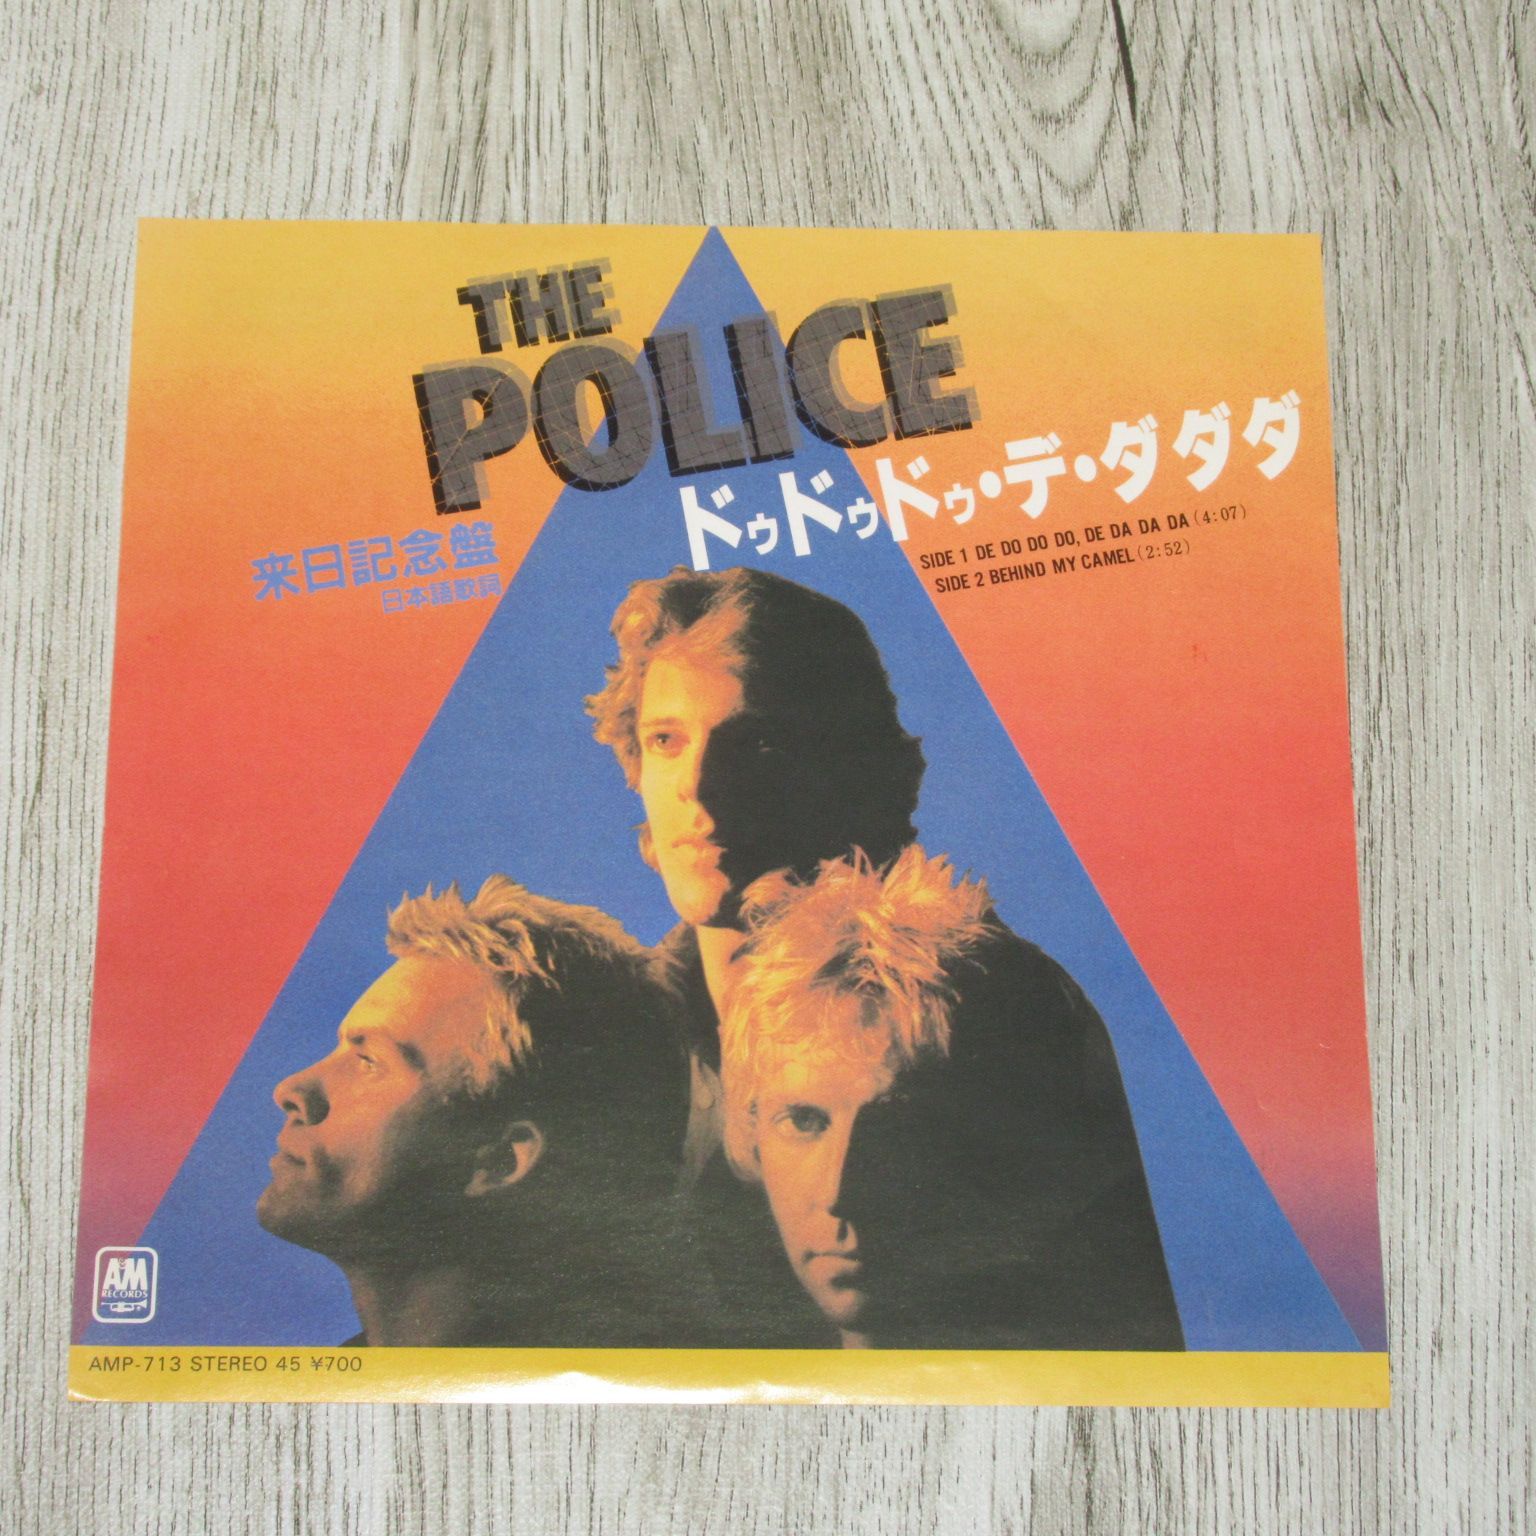 THE
POLICE
ドゥドゥドゥ・デ・ダダダ
来日記念盤
日本語歌詞
SIDE 1 DE DO DO DO, DE DA DA DA (4:07)
SIDE 2 BEHIND MY CAMEL (2:52)
A&M
RECORDS
AMP-713 STEREO 45 ¥700